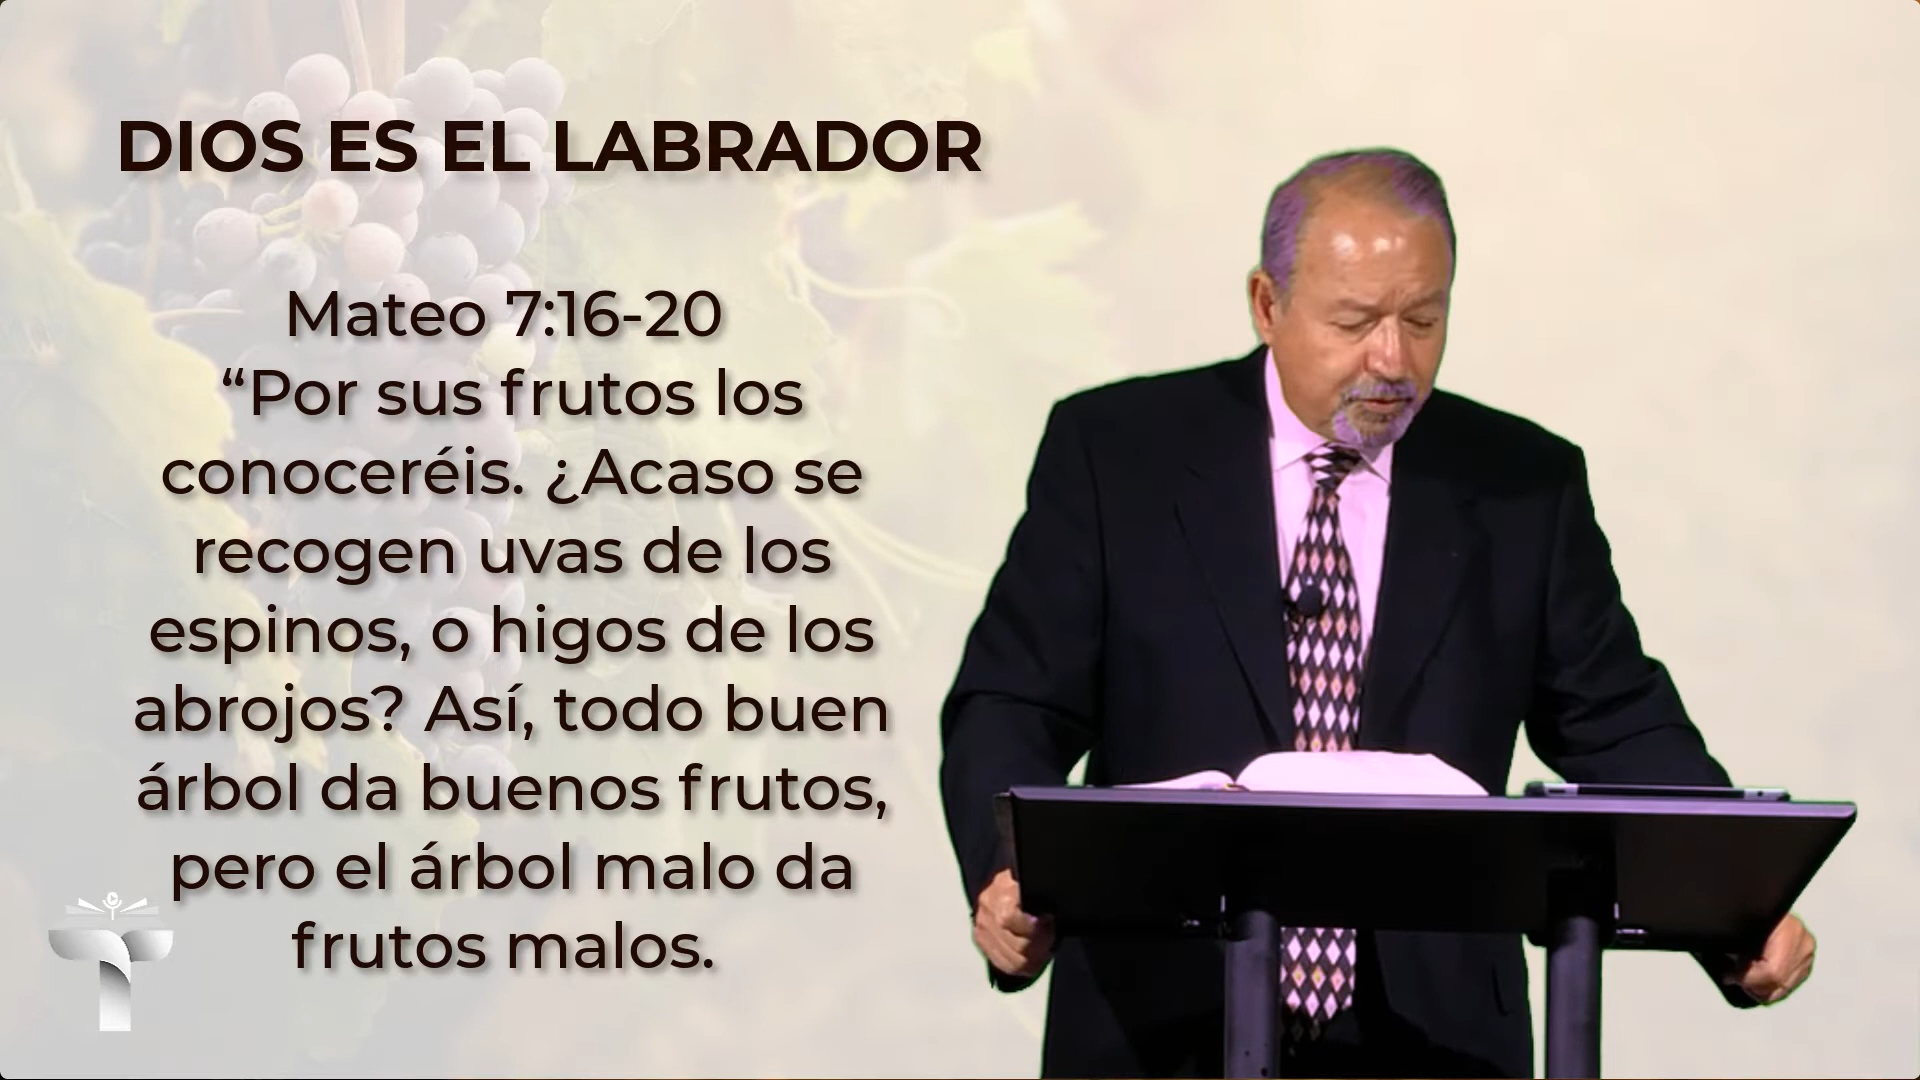 DIOS ES EL LABRADOR
Mateo 7:16-20
“Por sus frutos los
conoceréis. ¿Acaso se
recogen uvas de los
espinos, o higos de los
abrojos? Así, todo buen
árbol da buenos frutos,
pero el árbol malo da
frutos malos.